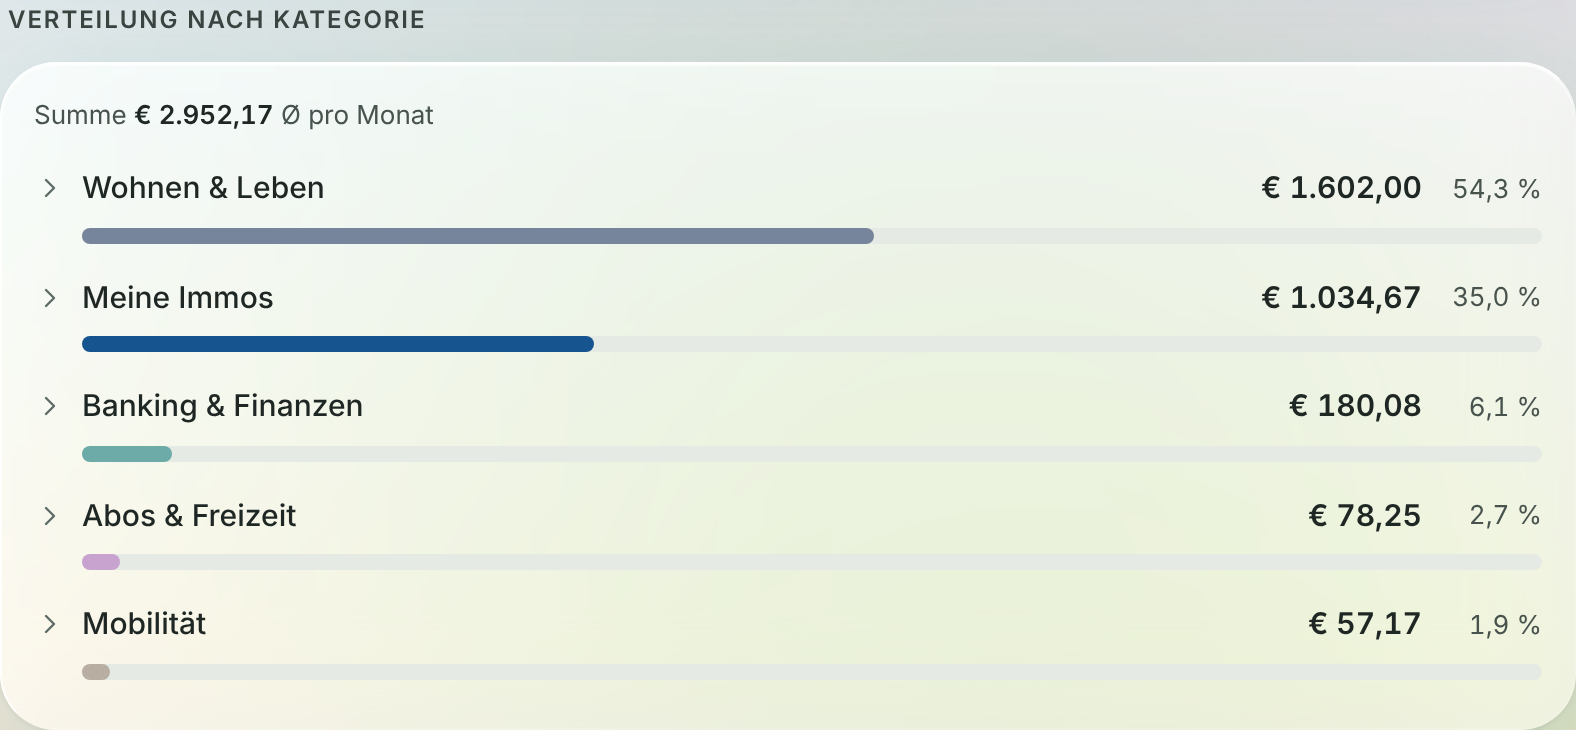 VERTEILUNG NACH KATEGORIE
Summe € 2.952,17 Ø pro Monat
Wohnen & Leben € 1.602,00 54,3 %
Meine Immos € 1.034,67 35,0 %
Banking & Finanzen € 180,08 6,1 %
Abos & Freizeit € 78,25 2,7 %
Mobilität € 57,17 1,9 %